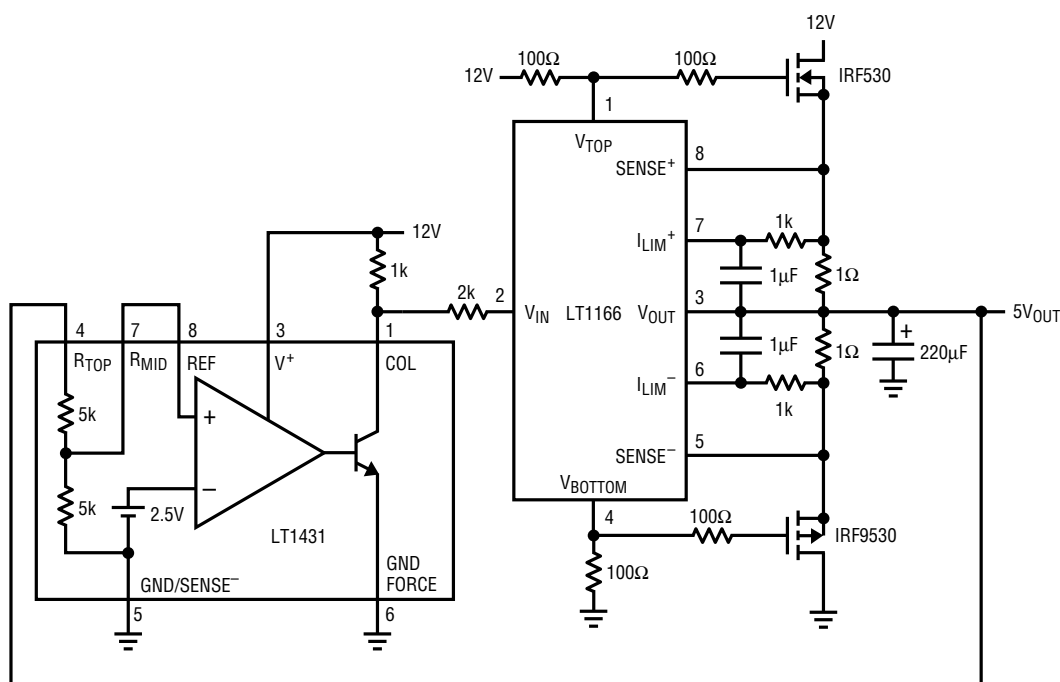 12V
100Ω
100Ω
IRF530
12V
1
V_TOP
8
SENSE+
1k
7
I_LIM+
12V
1k
1µF
1Ω
2k
2
V_IN
LT1166
V_OUT
3
5V_OUT
4
7
8
3
1
R_TOP
R_MID
REF
V+
COL
1µF
1Ω
+
220µF
6
I_LIM−
1k
5k
+
5
SENSE−
−
5k
2.5V
V_BOTTOM
4
100Ω
LT1431
IRF9530
100Ω
GND
FORCE
GND/SENSE−
5
6